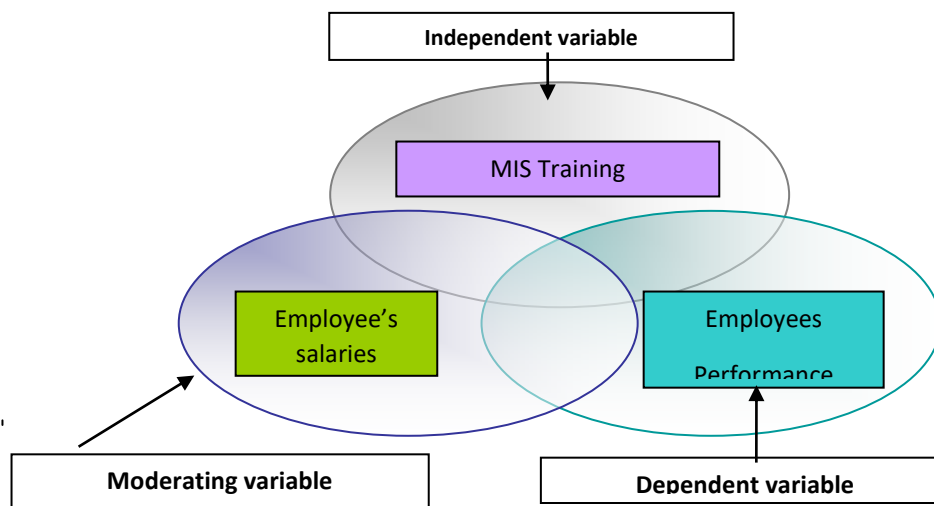 Independent variable
MIS Training
Employee's
salaries
Employees
Performance
Moderating variable
Dependent variable